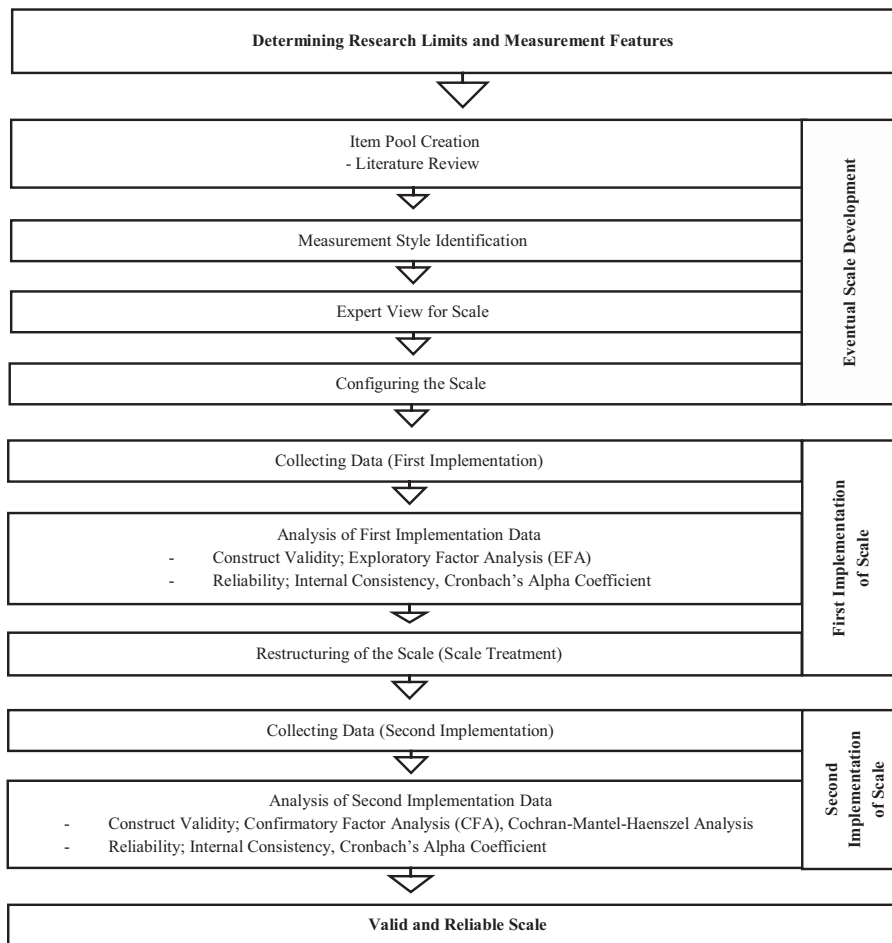 Determining Research Limits and Measurement Features
Item Pool Creation
- Literature Review
Measurement Style Identification
Expert View for Scale
Configuring the Scale
Eventual Scale Development
Collecting Data (First Implementation)
Analysis of First Implementation Data
- Construct Validity; Exploratory Factor Analysis (EFA)
- Reliability; Internal Consistency, Cronbach’s Alpha Coefficient
Restructuring of the Scale (Scale Treatment)
First Implementation
of Scale
Collecting Data (Second Implementation)
Analysis of Second Implementation Data
- Construct Validity; Confirmatory Factor Analysis (CFA), Cochran-Mantel-Haenszel Analysis
- Reliability; Internal Consistency, Cronbach’s Alpha Coefficient
Second
Implementation
of Scale
Valid and Reliable Scale